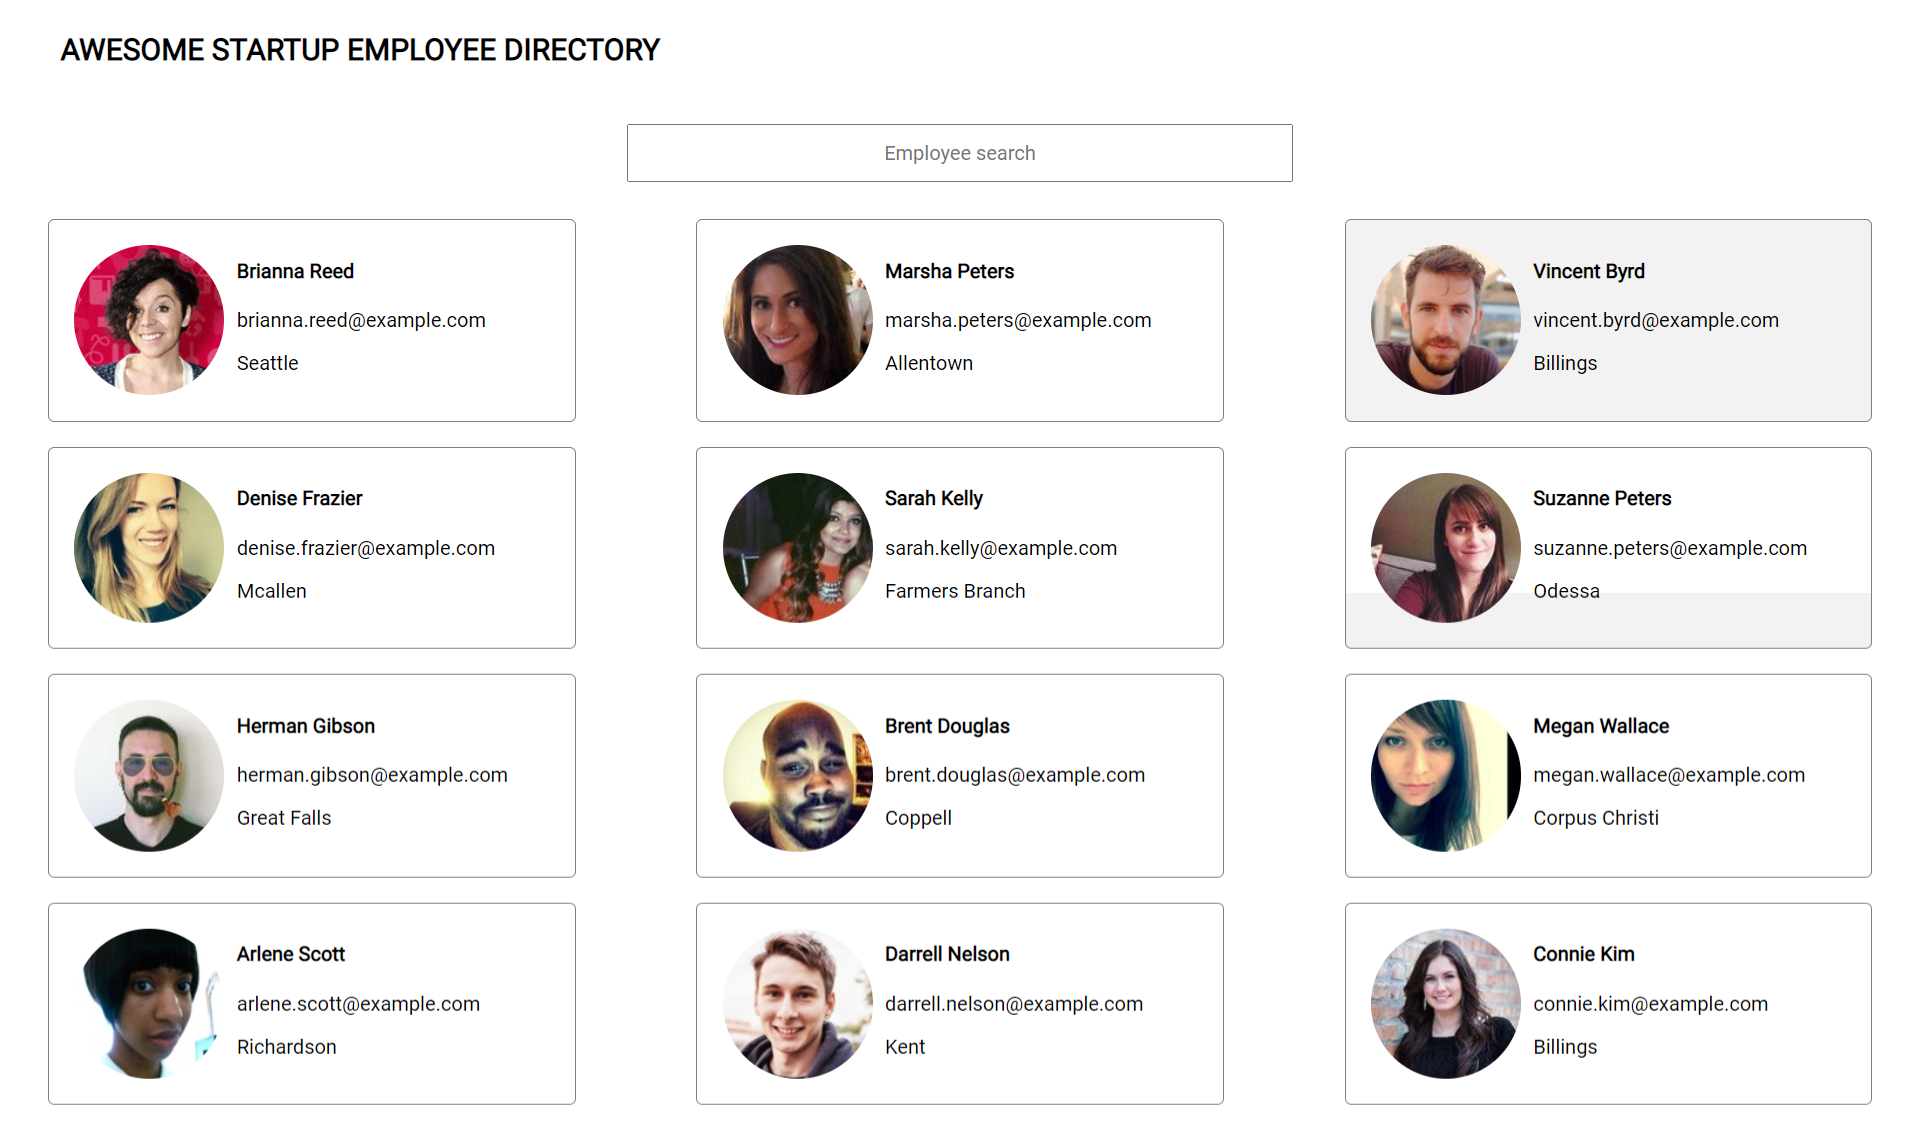 AWESOME STARTUP EMPLOYEE DIRECTORY
Employee search
Brianna Reed
brianna.reed@example.com
Seattle
Marsha Peters
marsha.peters@example.com
Allentown
Vincent Byrd
vincent.byrd@example.com
Billings
Denise Frazier
denise.frazier@example.com
Mcallen
Sarah Kelly
sarah.kelly@example.com
Farmers Branch
Suzanne Peters
suzanne.peters@example.com
Odessa
Herman Gibson
herman.gibson@example.com
Great Falls
Brent Douglas
brent.douglas@example.com
Coppell
Megan Wallace
megan.wallace@example.com
Corpus Christi
Arlene Scott
arlene.scott@example.com
Richardson
Darrell Nelson
darrell.nelson@example.com
Kent
Connie Kim
connie.kim@example.com
Billings